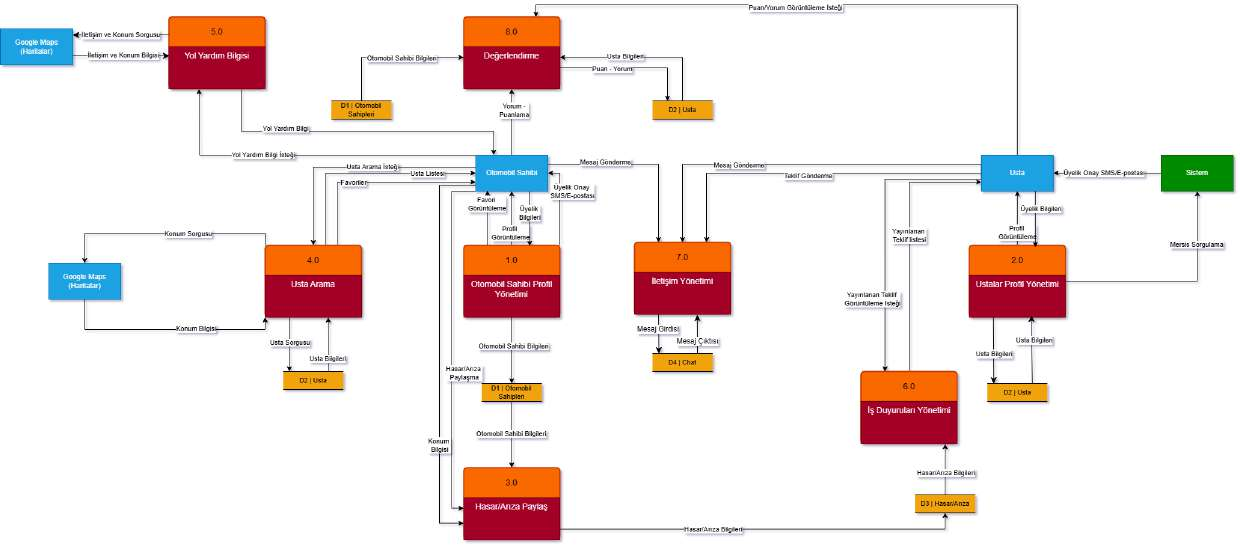 Puan/Yorum Görüntüleme İsteği
5.0
8.0
Google Maps
(Haritalar)
İletişim ve Konum Sorgusu
İletişim ve Konum Bilgisi
Yol Yardım Bilgisi
Otomobil Sahibi Bilgileri
Değerlendirme
Usta Bilgileri
Puan - Yorum
D1 | Otomobil
Sahipleri
D2 | Usta
Yorum -
Puanlama
Yol Yardım Bilgi
Yol Yardım Bilgi İsteği
Usta Arama İsteği
Usta Listesi
Favoriler
Otomobil Sahibi
Mesaj Gönderme
Mesaj Gönderme
Teklif Gönderme
Usta
Üyelik Onay SMS/E-postası
Sistem
Üyelik Onay
SMS/E-postası
Favori
Görüntüleme
Üyelik
Bilgileri
Profil
Görüntüleme
Yayınlanan
Teklif listesi
Üyelik Bilgileri
Profil
Görüntüleme
Mersis Sorgulama
Konum Sorgusu
Google Maps
(Haritalar)
Konum Bilgisi
4.0
Usta Arama
1.0
Otomobil Sahibi Profil
Yönetimi
7.0
İletişim Yönetimi
2.0
Ustalar Profil Yönetimi
Yayınlanan Teklif
Görüntüleme İsteği
Usta Sorgusu
Usta Bilgileri
D2 | Usta
Otomobil Sahibi Bilgileri
Mesaj Girdisi
Mesaj Çıktısı
D4 | Chat
Usta Bilgileri
Usta Bilgileri
D2 | Usta
Hasar/Arıza
Paylaşma
D1 | Otomobil
Sahipleri
6.0
İş Duyuruları Yönetimi
Konum
Bilgisi
Otomobil Sahibi Bilgileri
3.0
Hasar/Arıza Paylaş
Hasar/Arıza Bilgileri
D3 | Hasar/Arıza
Hasar/Arıza Bilgileri